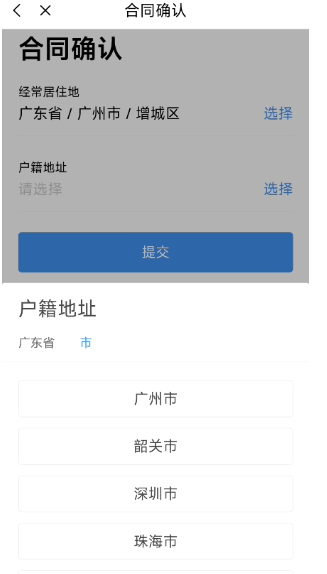 合同确认
合同确认
经常居住地
广东省 / 广州市 / 增城区 选择
户籍地址
请选择 选择
提交
户籍地址
广东省 市
广州市
韶关市
深圳市
珠海市